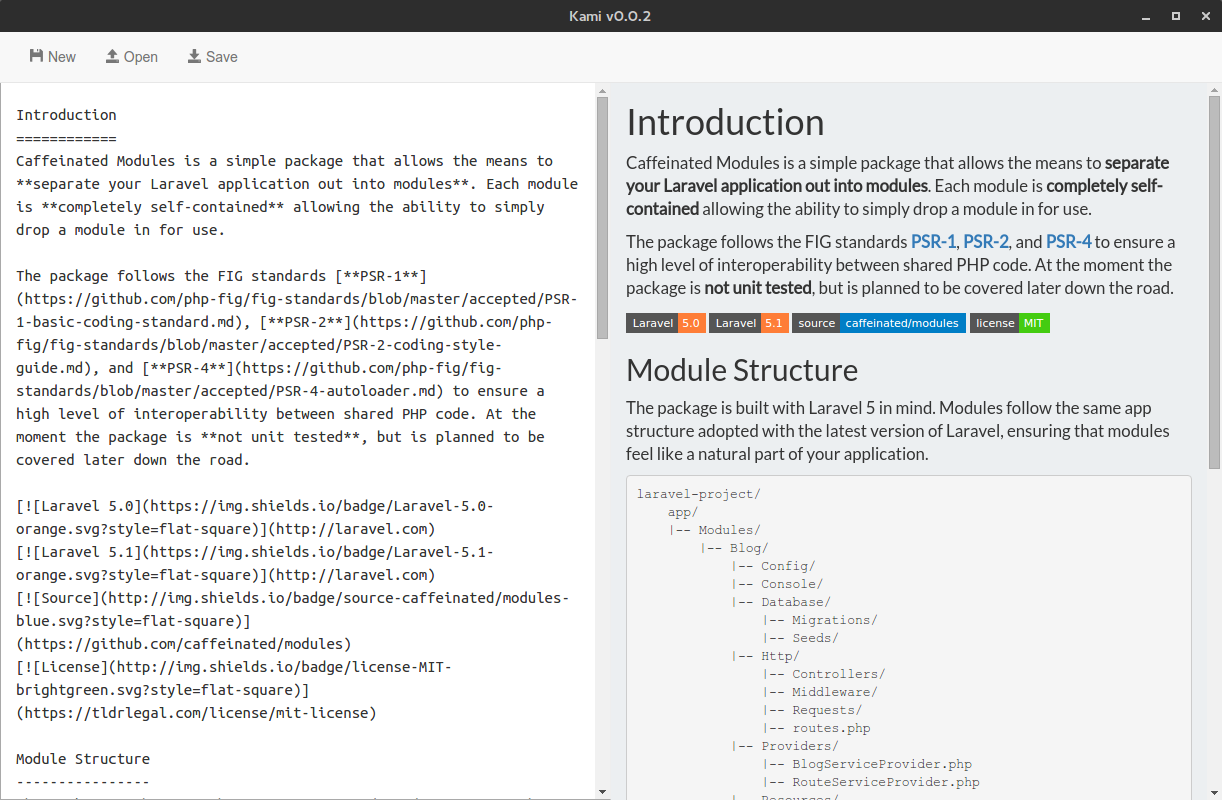 Kami v0.0.2
New Open Save
Introduction
============
Caffeinated Modules is a simple package that allows the means to
**separate your Laravel application out into modules**. Each module
is **completely self-contained** allowing the ability to simply
drop a module in for use.
The package follows the FIG standards [**PSR-1**]
(https://github.com/php-fig/fig-standards/blob/master/accepted/PSR-
1-basic-coding-standard.md), [**PSR-2**](https://github.com/php-
fig/fig-standards/blob/master/accepted/PSR-2-coding-style-
guide.md), and [**PSR-4**](https://github.com/php-fig/fig-
standards/blob/master/accepted/PSR-4-autoloader.md) to ensure a
high level of interoperability between shared PHP code. At the
moment the package is **not unit tested**, but is planned to be
covered later down the road.
[![Laravel 5.0](https://img.shields.io/badge/Laravel-5.0-
orange.svg?style=flat-square)](http://laravel.com)
[![Laravel 5.1](https://img.shields.io/badge/Laravel-5.1-
orange.svg?style=flat-square)](http://laravel.com)
[![Source](http://img.shields.io/badge/source-caffeinated/modules-
blue.svg?style=flat-square)]
(https://github.com/caffeinated/modules)
[![License](http://img.shields.io/badge/license-MIT-
brightgreen.svg?style=flat-square)]
(https://tldrlegal.com/license/mit-license)
Module Structure
----------------
Introduction
Caffeinated Modules is a simple package that allows the means to separate
your Laravel application out into modules. Each module is completely self-
contained allowing the ability to simply drop a module in for use.
The package follows the FIG standards PSR-1, PSR-2, and PSR-4 to ensure a
high level of interoperability between shared PHP code. At the moment the
package is not unit tested, but is planned to be covered later down the road.
Laravel 5.0 Laravel 5.1 source caffeinated/modules license MIT
Module Structure
The package is built with Laravel 5 in mind. Modules follow the same app
structure adopted with the latest version of Laravel, ensuring that modules
feel like a natural part of your application.
laravel-project/
app/
|-- Modules/
|-- Blog/
|-- Config/
|-- Console/
|-- Database/
|-- Migrations/
|-- Seeds/
|-- Http/
|-- Controllers/
|-- Middleware/
|-- Requests/
|-- routes.php
|-- Providers/
|-- BlogServiceProvider.php
|-- RouteServiceProvider.php
|-- Resources/